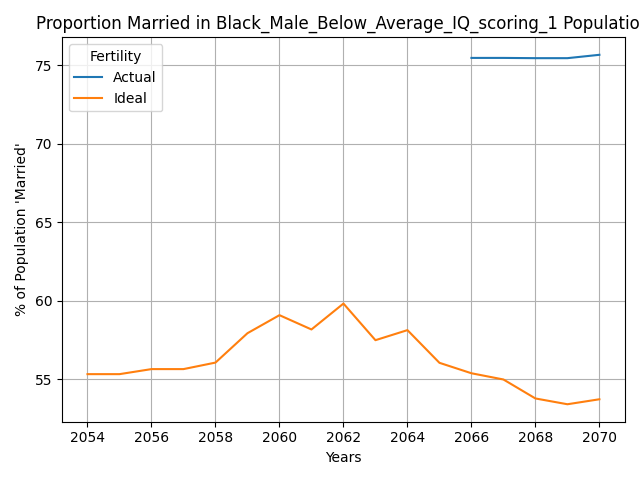 Proportion Married in Black_Male_Below_Average_IQ_scoring_1 Populatio
Fertility
Actual
Ideal
% of Population 'Married'
75
70
65
60
55
2054 2056 2058 2060 2062 2064 2066 2068 2070
Years